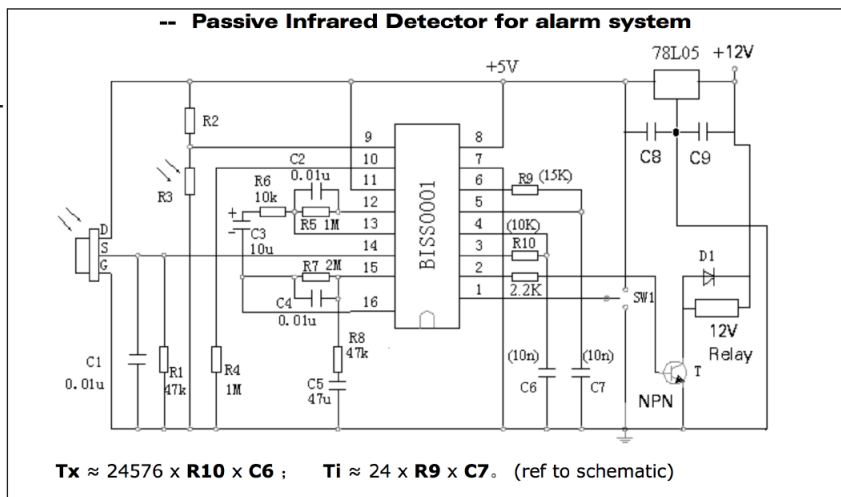 -- Passive Infrared Detector for alarm system
78L05 +12V
+5V
R2
9 8
C2 10 7
0.01u
R3 R6 11 6 R9 (15K)
10k
12 5
R5 1M
C8 C9
BISS0001
13 4 (10K)
D
S
G
C3
10u
14 3 R10
D1
R7 2M 15 2
2.2K
C4
0.01u
16 1 SW1
12V
Relay
R8
47k
C1
0.01u
R1
47k
R4
1M
C5
47u
(10n) (10n)
C6 C7
T
NPN
Tx ≈ 24576 x R10 x C6 ; Ti ≈ 24 x R9 x C7。 (ref to schematic)